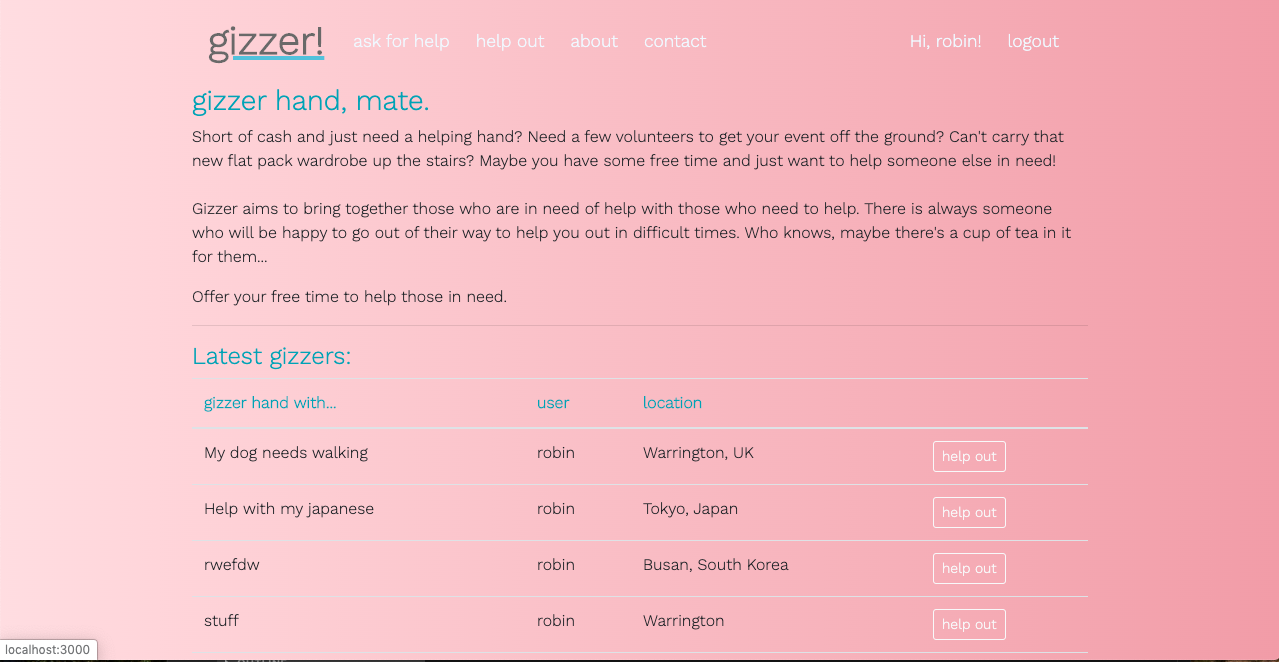 gizzer! ask for help help out about contact Hi, robin! logout
gizzer hand, mate.
Short of cash and just need a helping hand? Need a few volunteers to get your event off the ground? Can't carry that
new flat pack wardrobe up the stairs? Maybe you have some free time and just want to help someone else in need!
Gizzer aims to bring together those who are in need of help with those who need to help. There is always someone
who will be happy to go out of their way to help you out in difficult times. Who knows, maybe there's a cup of tea in it
for them...
Offer your free time to help those in need.
Latest gizzers:
gizzer hand with... user location
My dog needs walking robin Warrington, UK help out
Help with my japanese robin Tokyo, Japan help out
rwefdw robin Busan, South Korea help out
stuff robin Warrington help out
localhost:3000